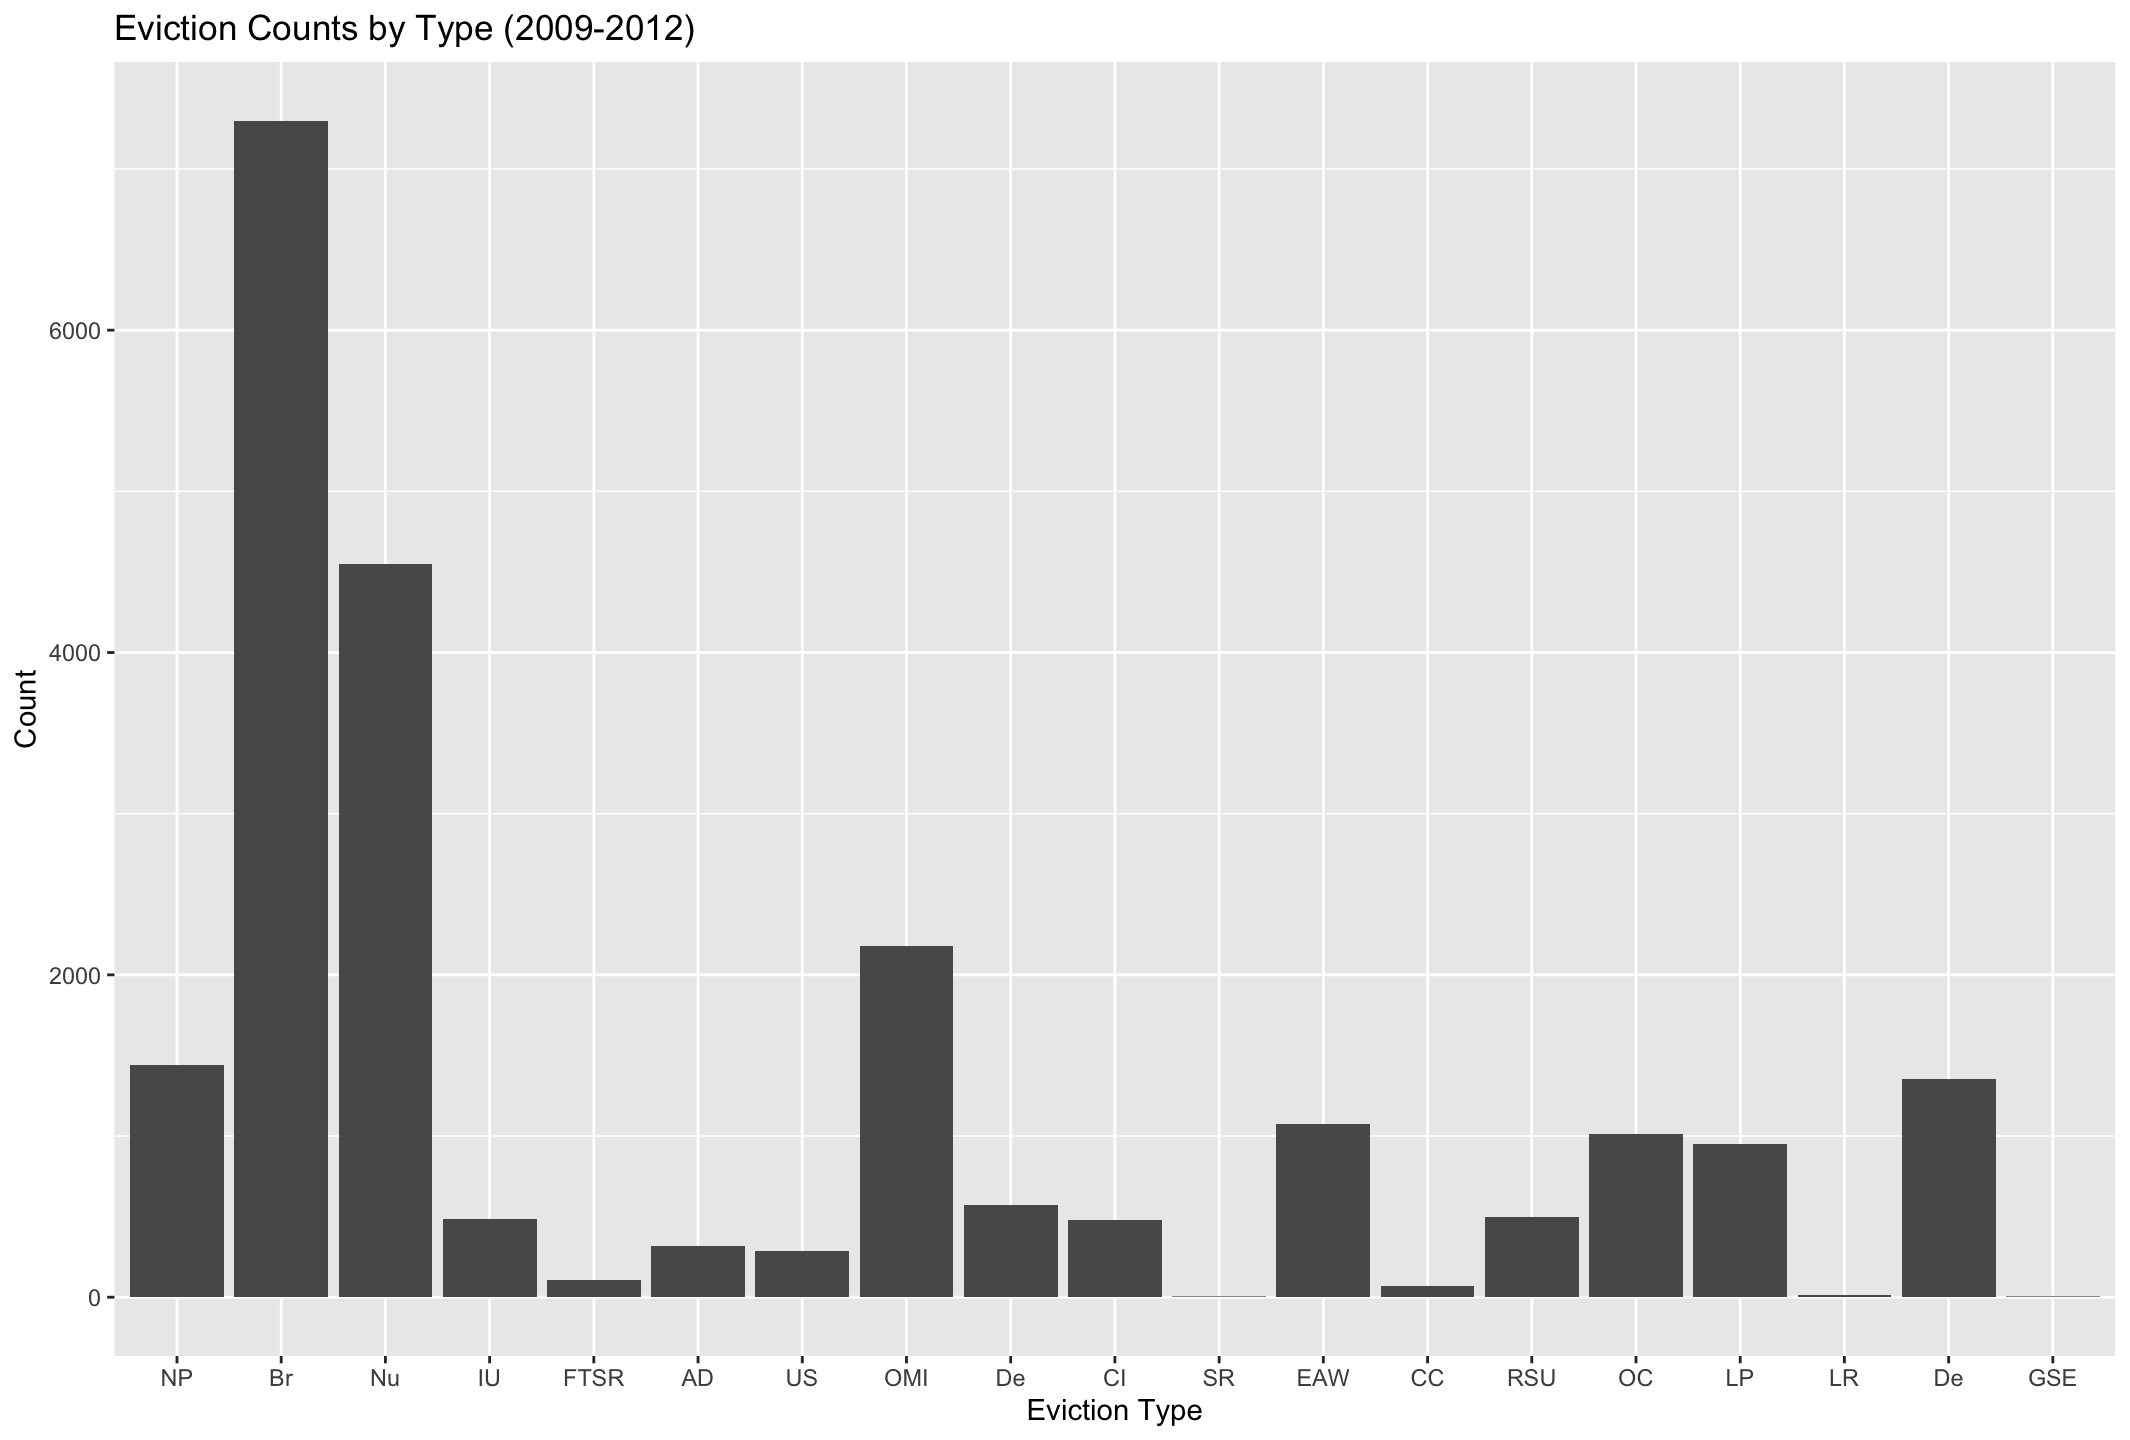 Eviction Counts by Type (2009-2012)
Count
6000
4000
2000
0
NP Br Nu IU FTSR AD US OMI De CI SR EAW CC RSU OC LP LR De GSE
Eviction Type